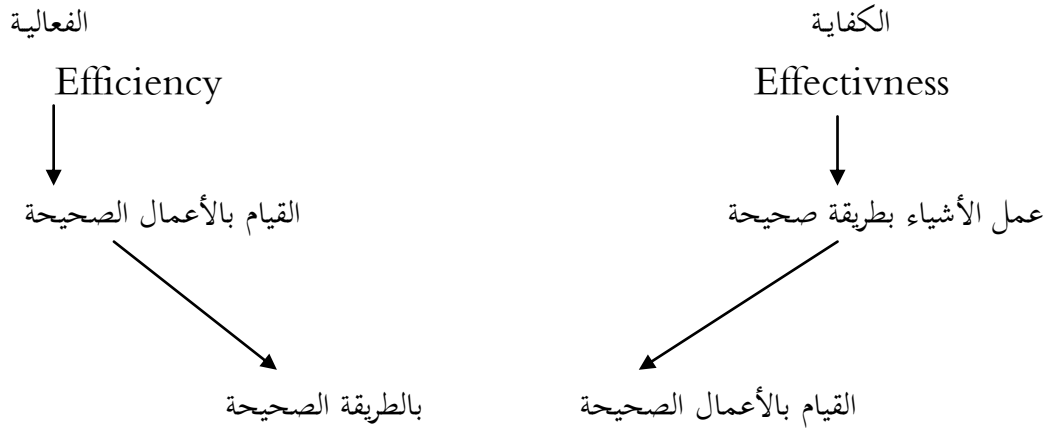 الكفاية الفعالية
Effectivness Efficiency
عمل الأشياء بطريقة صحيحة القيام بالأعمال الصحيحة
القيام بالأعمال الصحيحة بالطريقة الصحيحة